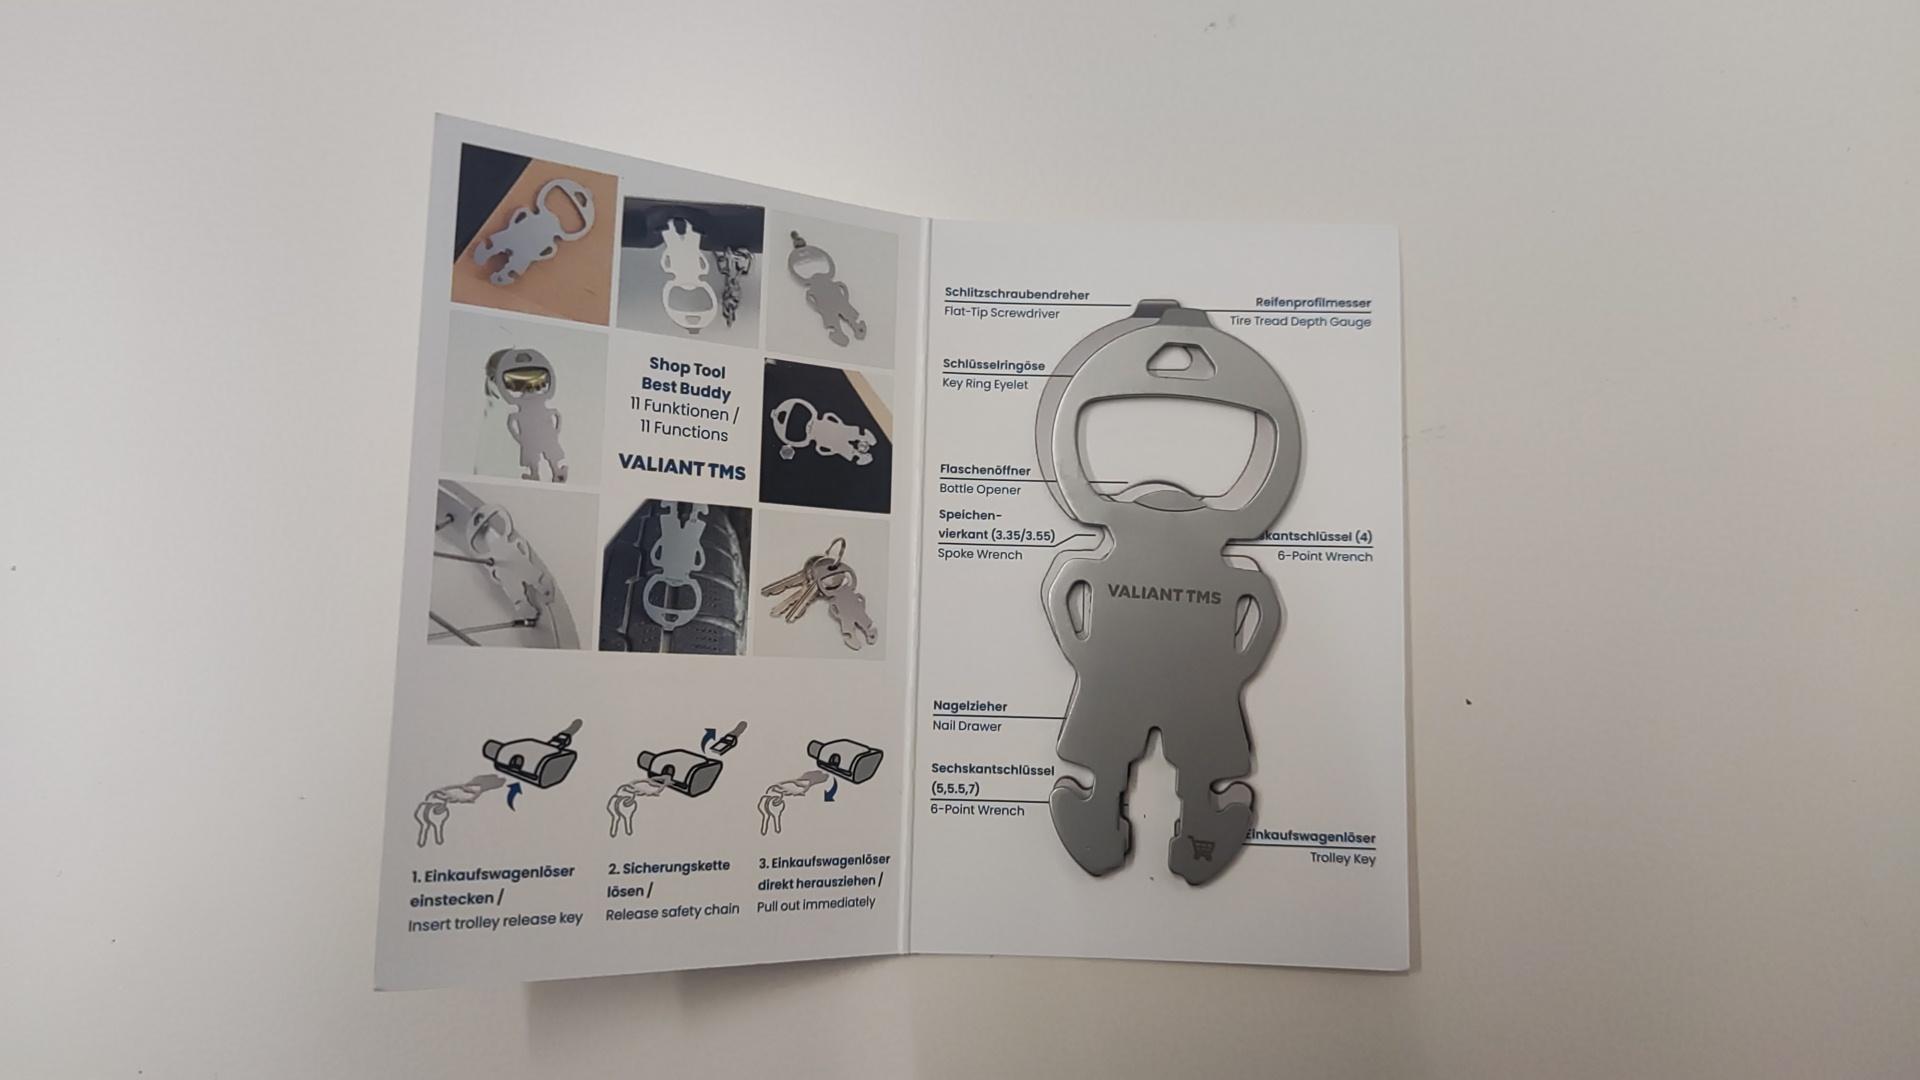 Shop Tool
Best Buddy
11 Funktionen /
11 Functions
VALIANT TMS
1. Einkaufswagenlöser
einstecken /
Insert trolley release key
2. Sicherungskette
lösen /
Release safety chain
3. Einkaufswagenlöser
direkt herausziehen /
Pull out immediately
Schlitzschraubendreher
Flat-Tip Screwdriver
Reifenprofilmesser
Tire Tread Depth Gauge
Schlüsselringöse
Key Ring Eyelet
Flaschenöffner
Bottle Opener
Speichen-
vierkant (3.35/3.55)
Spoke Wrench
kantschlüssel (4)
6-Point Wrench
VALIANT TMS
Nagelzieher
Nail Drawer
Sechskantschlüssel
(5,5.5,7)
6-Point Wrench
Einkaufswagenlöser
Trolley Key